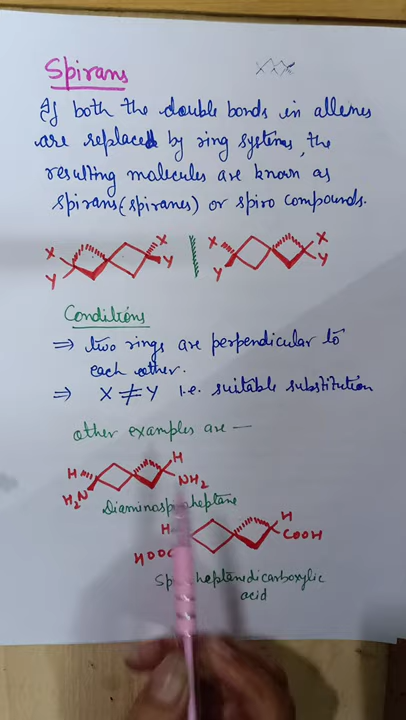 Spirans
If both the double bonds in allenes
are replaced by ring systems, the
resulting molecules are known as
spirans (spiranes) or spiro compounds.
X X X X
Y Y Y Y
Conditions
⇒ two rings are perpendicular to
each other.
⇒ X ≠ Y i.e. suitable substitution
other examples are —
H H
H2N NH2
H H
HOOC COOH
acid